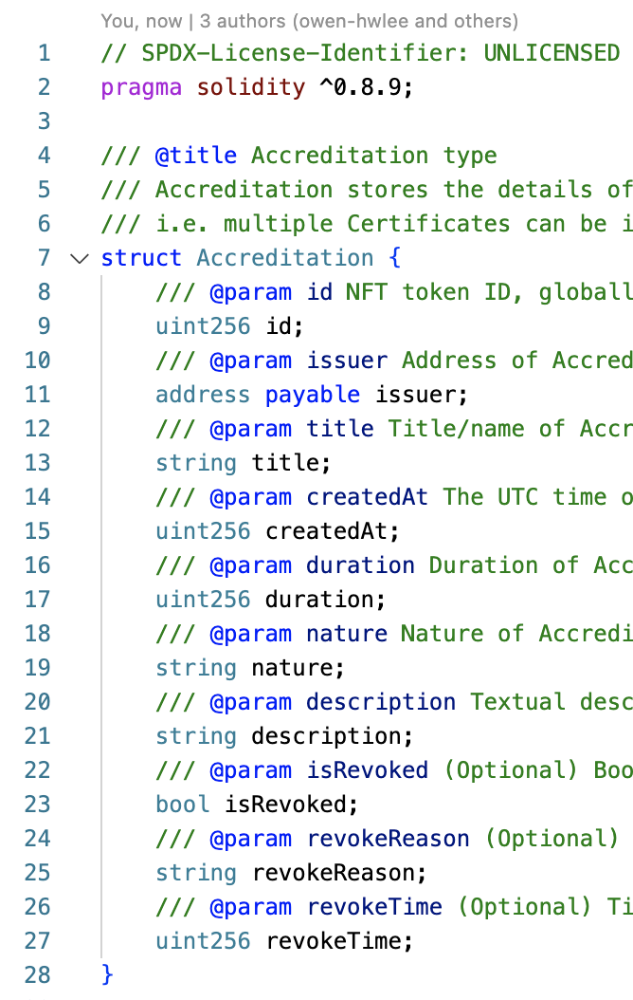 You, now | 3 authors (owen-hwlee and others)
1 // SPDX-License-Identifier: UNLICENSED
2 pragma solidity ^0.8.9;
3
4 /// @title Accreditation type
5 /// Accreditation stores the details of
6 /// i.e. multiple Certificates can be i
7 struct Accreditation {
8 /// @param id NFT token ID, globall
9 uint256 id;
10 /// @param issuer Address of Accred
11 address payable issuer;
12 /// @param title Title/name of Accr
13 string title;
14 /// @param createdAt The UTC time o
15 uint256 createdAt;
16 /// @param duration Duration of Acc
17 uint256 duration;
18 /// @param nature Nature of Accredi
19 string nature;
20 /// @param description Textual desc
21 string description;
22 /// @param isRevoked (Optional) Boo
23 bool isRevoked;
24 /// @param revokeReason (Optional)
25 string revokeReason;
26 /// @param revokeTime (Optional) Ti
27 uint256 revokeTime;
28 }